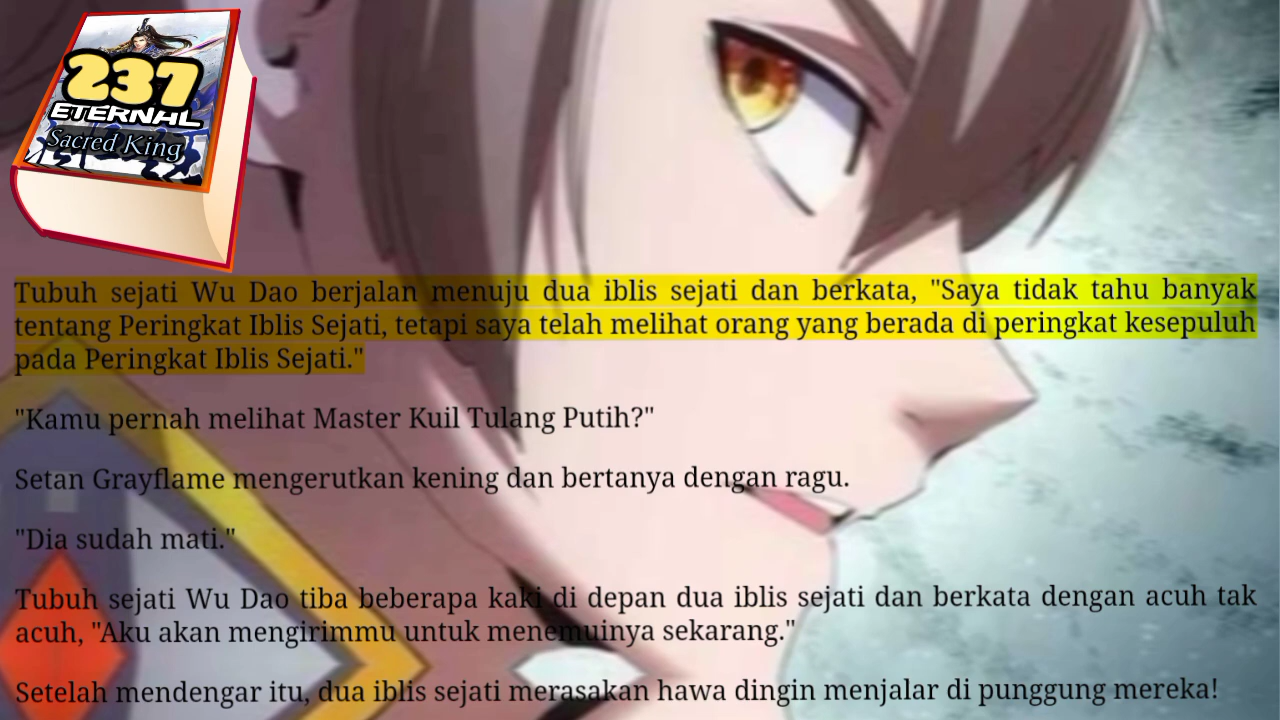 237
ETERNAL
Sacred King
Tubuh sejati Wu Dao berjalan menuju dua iblis sejati dan berkata, "Saya tidak tahu banyak
tentang Peringkat Iblis Sejati, tetapi saya telah melihat orang yang berada di peringkat kesepuluh
pada Peringkat Iblis Sejati."
"Kamu pernah melihat Master Kuil Tulang Putih?"
Setan Grayflame mengerutkan kening dan bertanya dengan ragu.
"Dia sudah mati."
Tubuh sejati Wu Dao tiba beberapa kaki di depan dua iblis sejati dan berkata dengan acuh tak
acuh, "Aku akan mengirimmu untuk menemuinya sekarang."
Setelah mendengar itu, dua iblis sejati merasakan hawa dingin menjalar di punggung mereka!